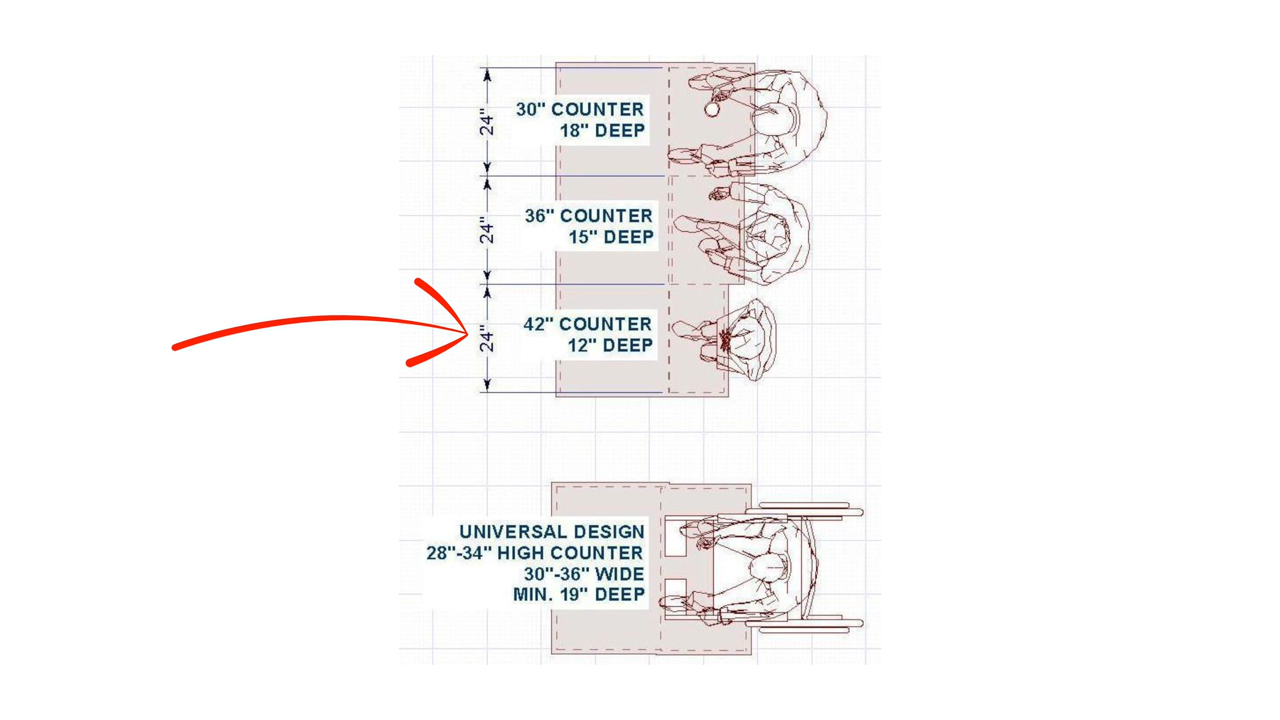 24"
30" COUNTER
18" DEEP
24"
36" COUNTER
15" DEEP
24"
42" COUNTER
12" DEEP
UNIVERSAL DESIGN
28"-34" HIGH COUNTER
30"-36" WIDE
MIN. 19" DEEP